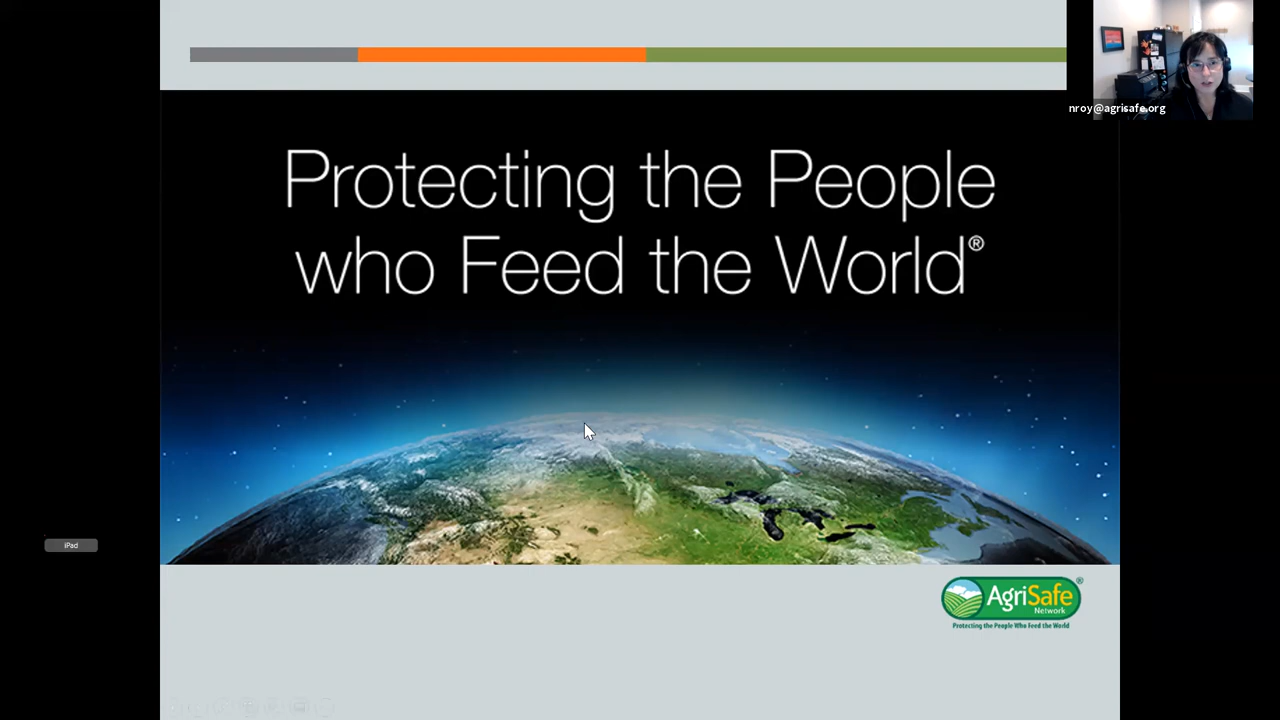 nroy@agrisafe.org
Protecting the People
who Feed the World®
iPad
AgriSafe®
Network
Protecting the People Who Feed the World